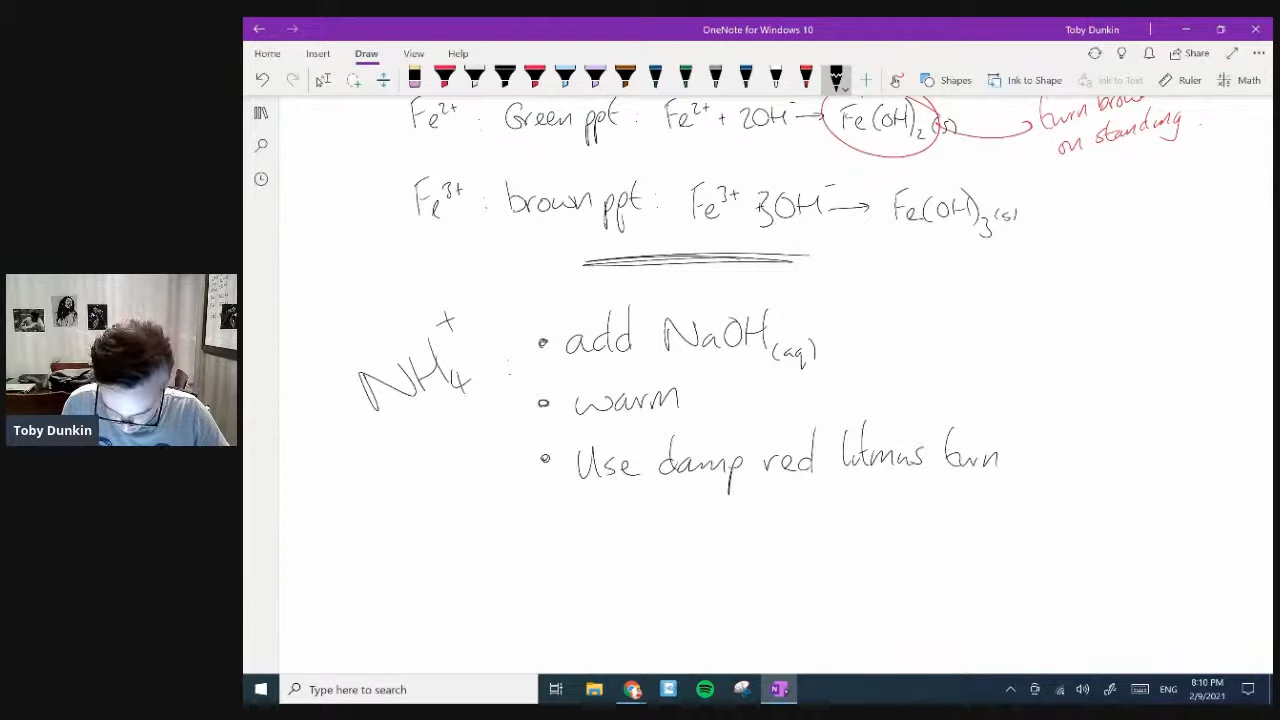 OneNote for Windows 10
Toby Dunkin
Home Insert Draw View Help
Share
Shapes Ink to Shape Ink to Text Ruler Math
Fe²⁺ : Green ppt : Fe²⁺ + 2OH⁻ → Fe(OH)₂(s)
turn brow
on standing
Fe³⁺ : brown ppt : Fe³⁺ 3OH⁻ → Fe(OH)₃(s)
NH₄⁺ :
• add NaOH(aq)
• warm
• Use damp red litmus turn
Toby Dunkin
Type here to search
ENG
8:10 PM
2/9/2021